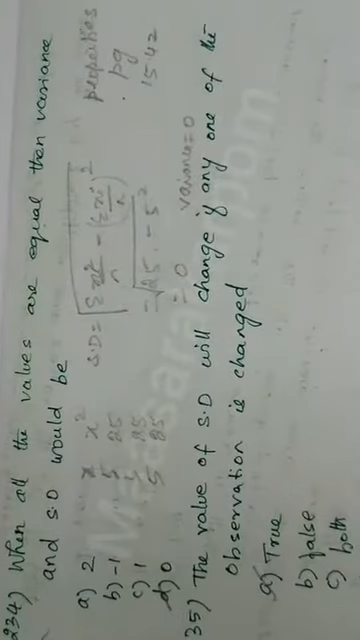 234) When all the values are equal then variance
and S.D would be
a) 2
b) -1
c) 1
d) 0
x x²
5 25
5 25
5 25
S.D = √Σx²/n - (Σx/n)²
= √25 - 5²
= 0 variance = 0
properties
pg
15.42
35) The value of S.D will change if any one of the
observation is changed
a) True
b) false
c) both